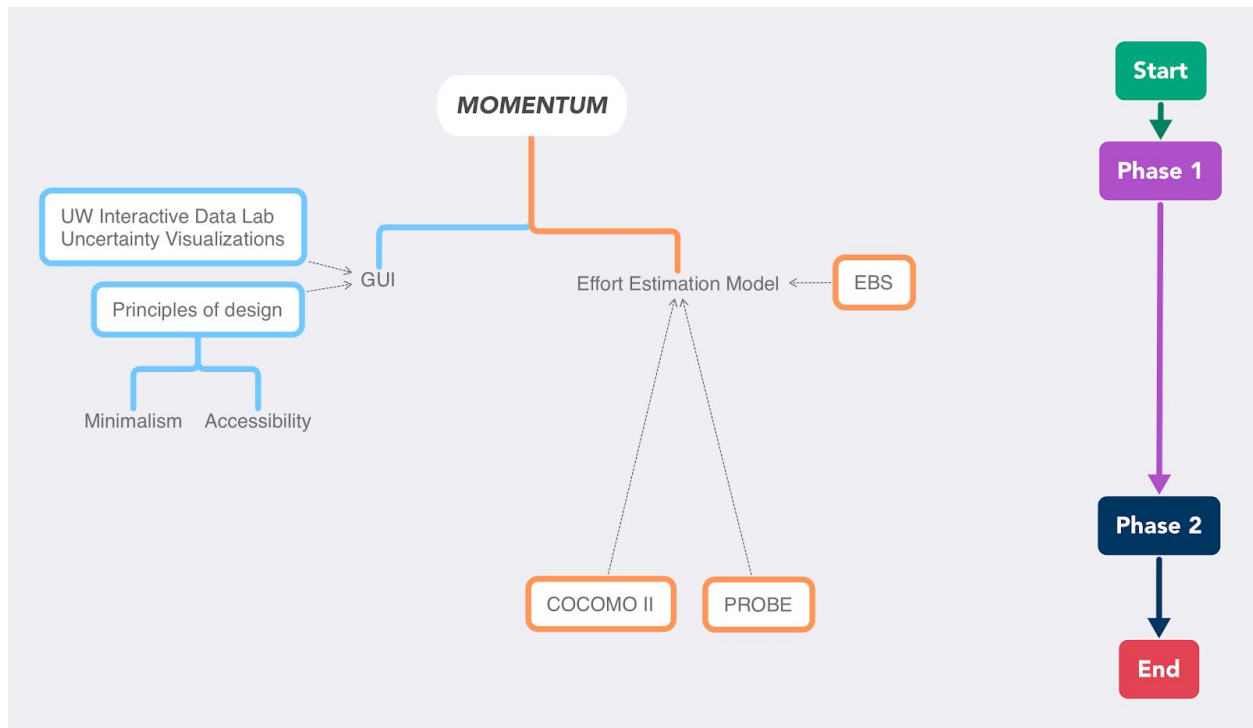 MOMENTUM
UW Interactive Data Lab
Uncertainty Visualizations
GUI
Principles of design
Minimalism
Accessibility
Effort Estimation Model
EBS
COCOMO II
PROBE
Start
Phase 1
Phase 2
End